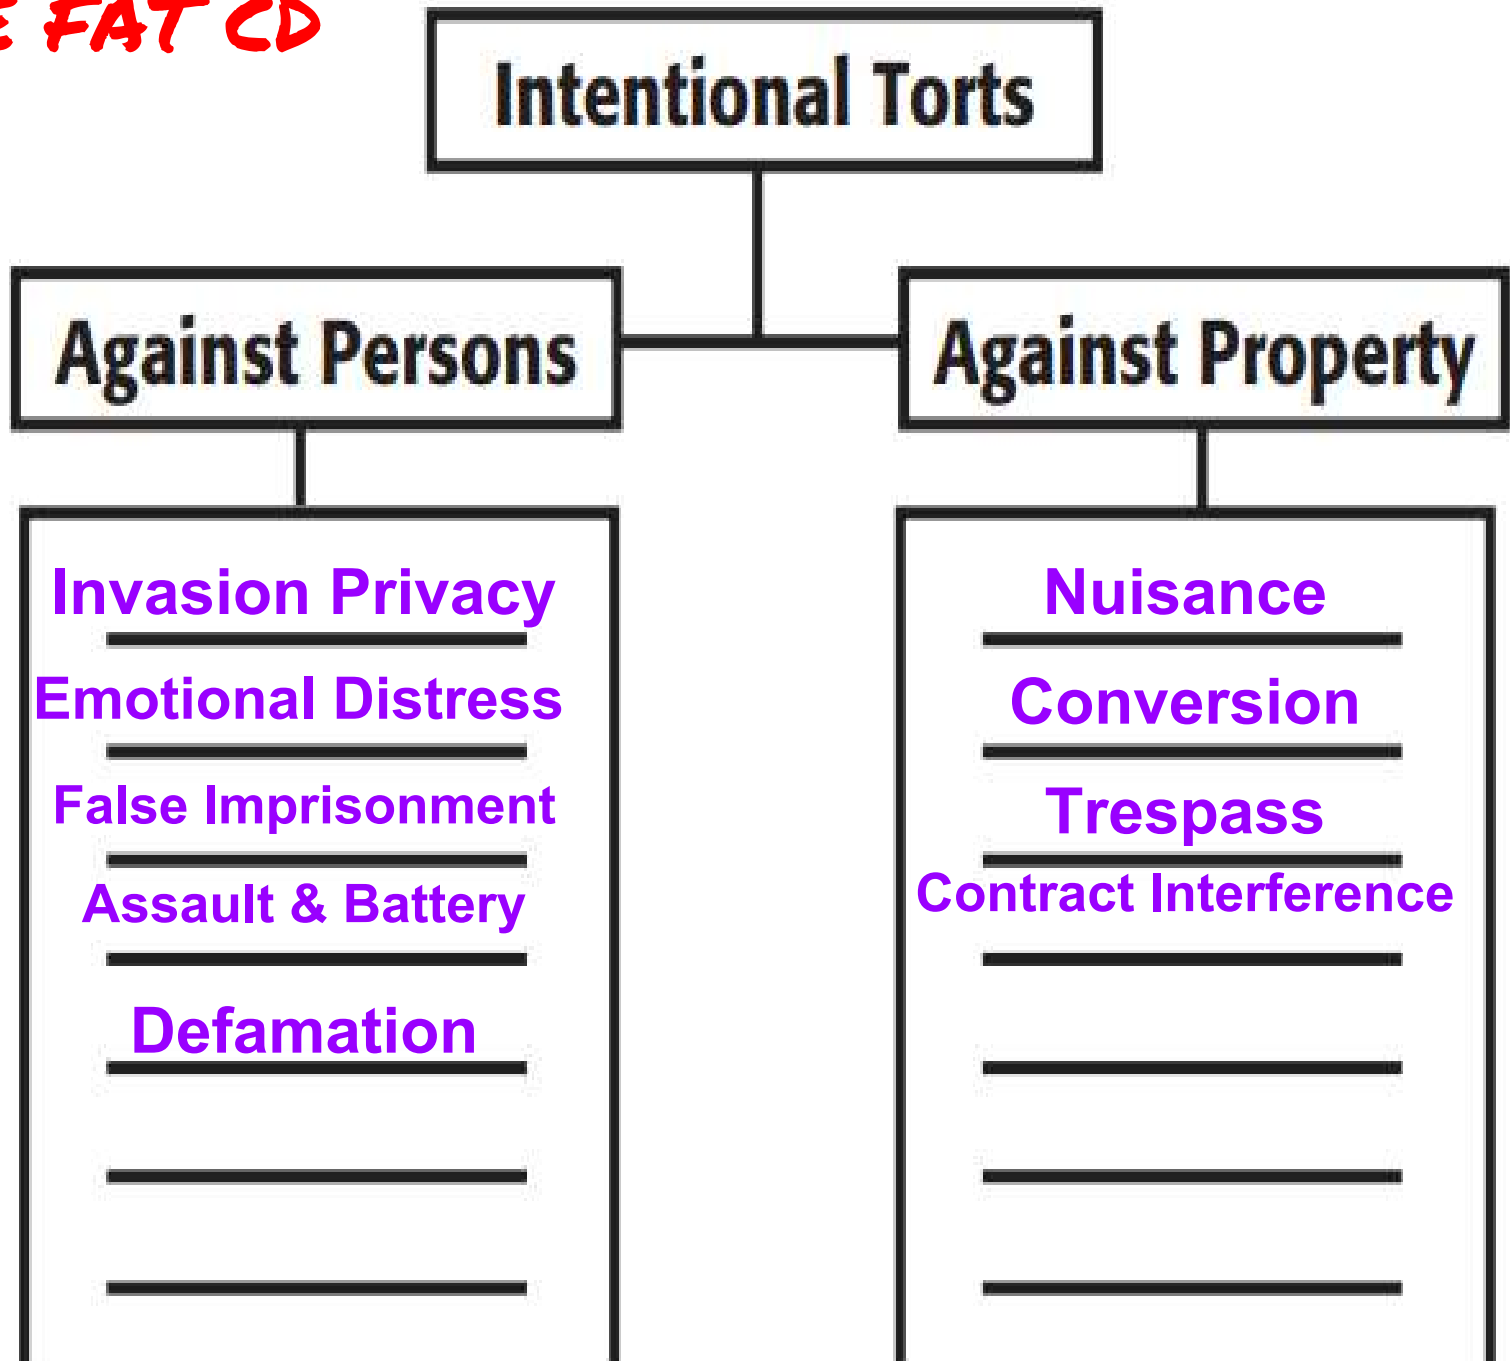 E FAT CD
Intentional Torts
Against Persons
Against Property
Invasion Privacy
Emotional Distress
False Imprisonment
Assault & Battery
Defamation
Nuisance
Conversion
Trespass
Contract Interference